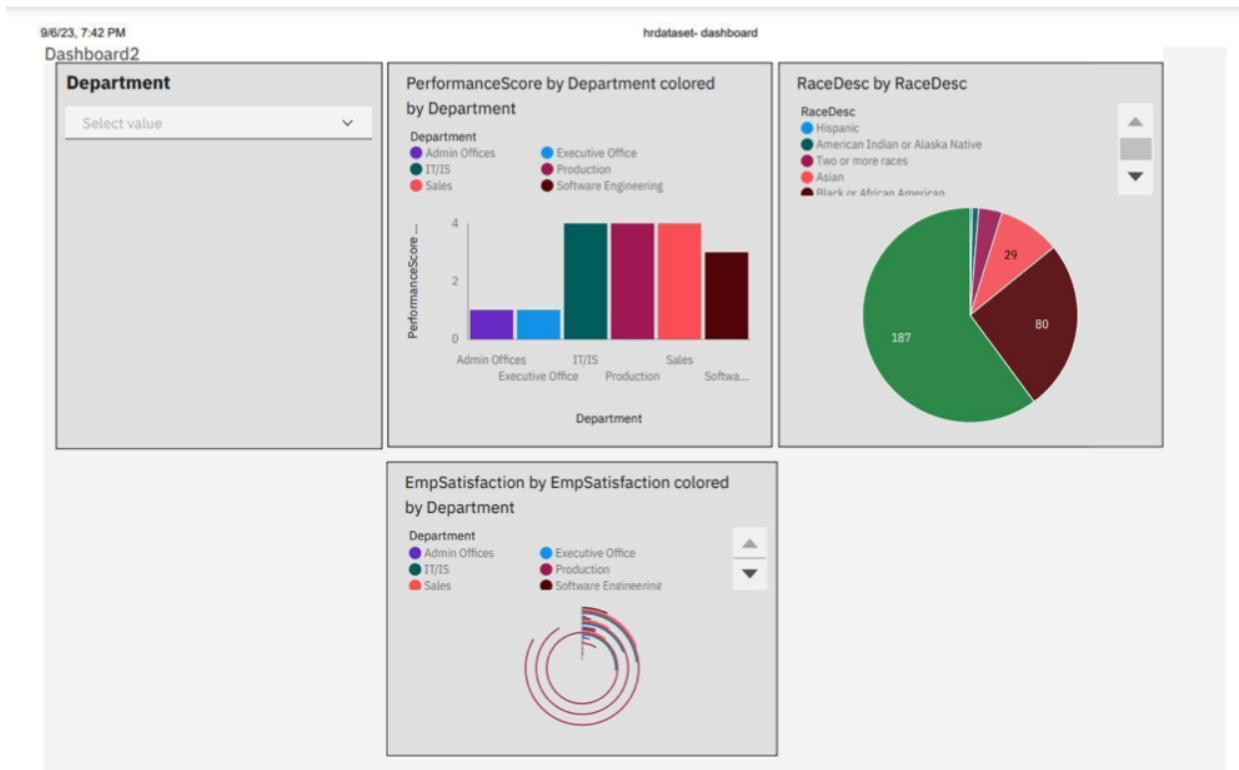 9/6/23, 7:42 PM
hrdataset- dashboard
Dashboard2
Department
Select value
PerformanceScore by Department colored
by Department
Department
Admin Offices
Executive Office
IT/IS
Production
Sales
Software Engineering
PerformanceScore ...
4
2
0
Admin Offices
IT/IS
Sales
Executive Office
Production
Softwa...
Department
RaceDesc by RaceDesc
RaceDesc
Hispanic
American Indian or Alaska Native
Two or more races
Asian
Black or African American
29
80
187
EmpSatisfaction by EmpSatisfaction colored
by Department
Department
Admin Offices
Executive Office
IT/IS
Production
Sales
Software Engineering